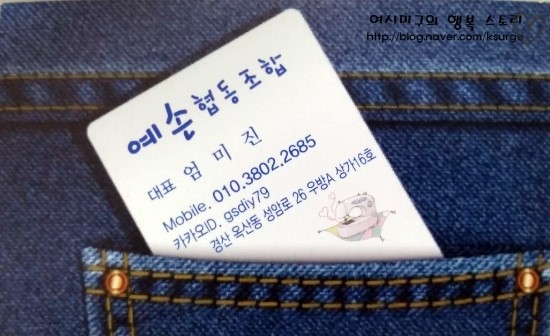 여시미구의 행복 스토리
http://blog.naver.com/ksurge
예손협동조합
대표 엄미진
Mobile. 010.3802.2685
카카오ID. gsdiy79
경산 옥산동 성암로 26 우방A 상가16호